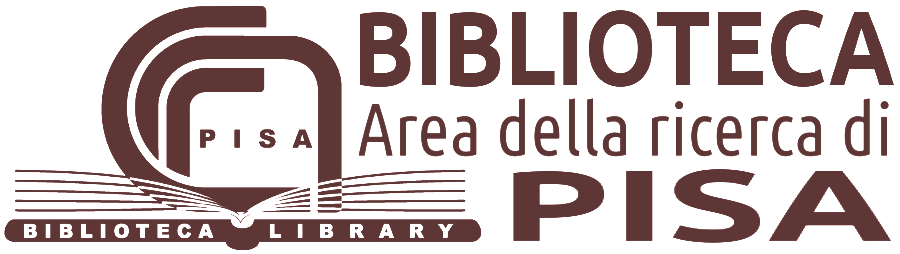 PISA
BIBLIOTECA LIBRARY
BIBLIOTECA
Area della ricerca di
PISA